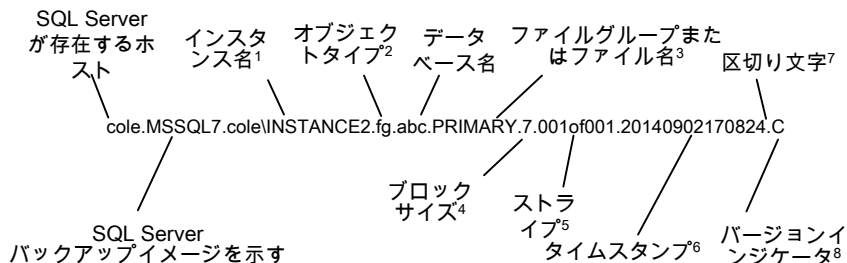 SQL Server
が存在するホ
スト
インスタ
ンス名1
オブジェク
トタイプ2
データ
ベース名
ファイルグループまた
はファイル名3
区切り文字7
cole.MSSQL7.cole\INSTANCE2.fg.abc.PRIMARY.7.001of001.20140902170824.C
SQL Server
バックアップイメージを示す
ブロック
サイズ4
ストラ
イプ5
タイムスタンプ6
バージョンイ
ンジケータ8